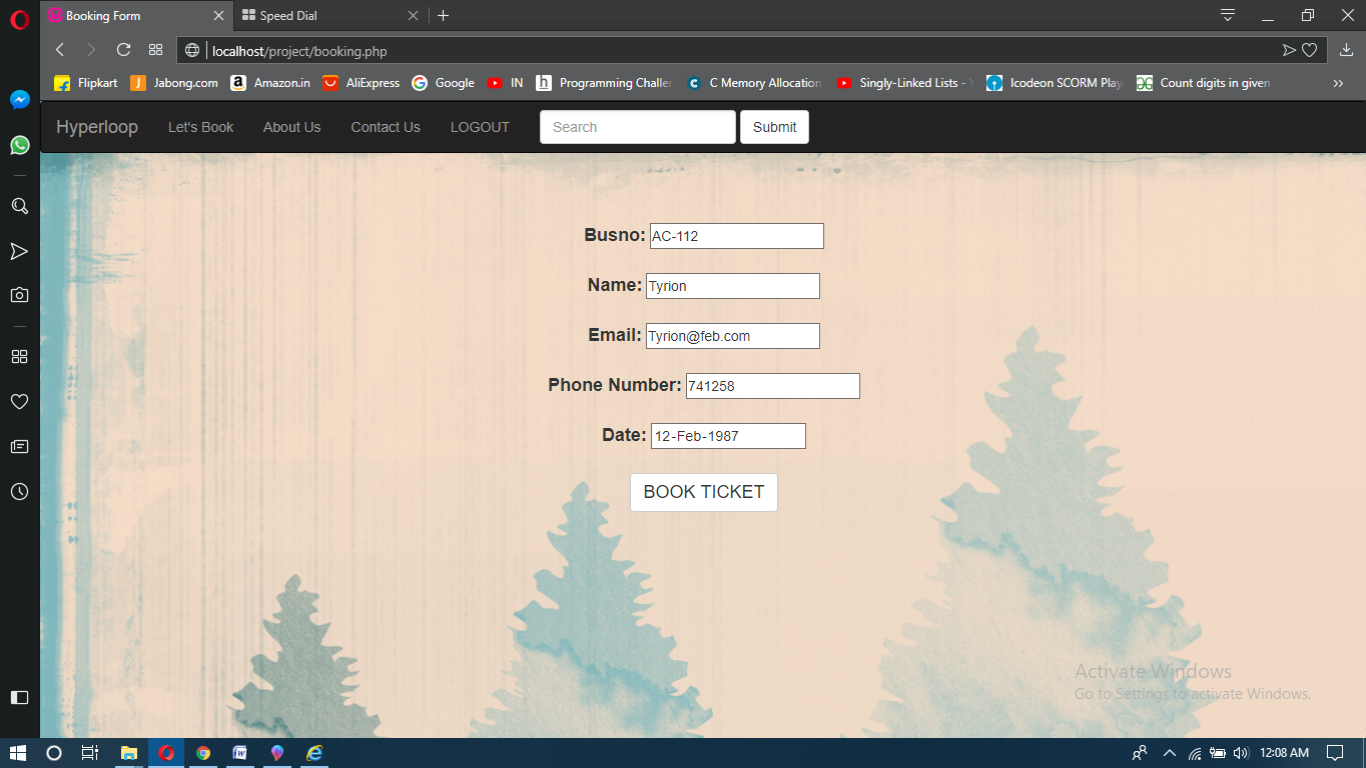 Booking Form
Speed Dial
localhost/project/booking.php
Flipkart Jabong.com Amazon.in AliExpress Google IN Programming Challe C Memory Allocation Singly-Linked Lists - Icodeon SCORM Play Count digits in given
Hyperloop Let's Book About Us Contact Us LOGOUT Search Submit
Busno: AC-112
Name: Tyrion
Email: Tyrion@feb.com
Phone Number: 741258
Date: 12-Feb-1987
BOOK TICKET
Activate Windows
Go to Settings to activate Windows.
12:08 AM